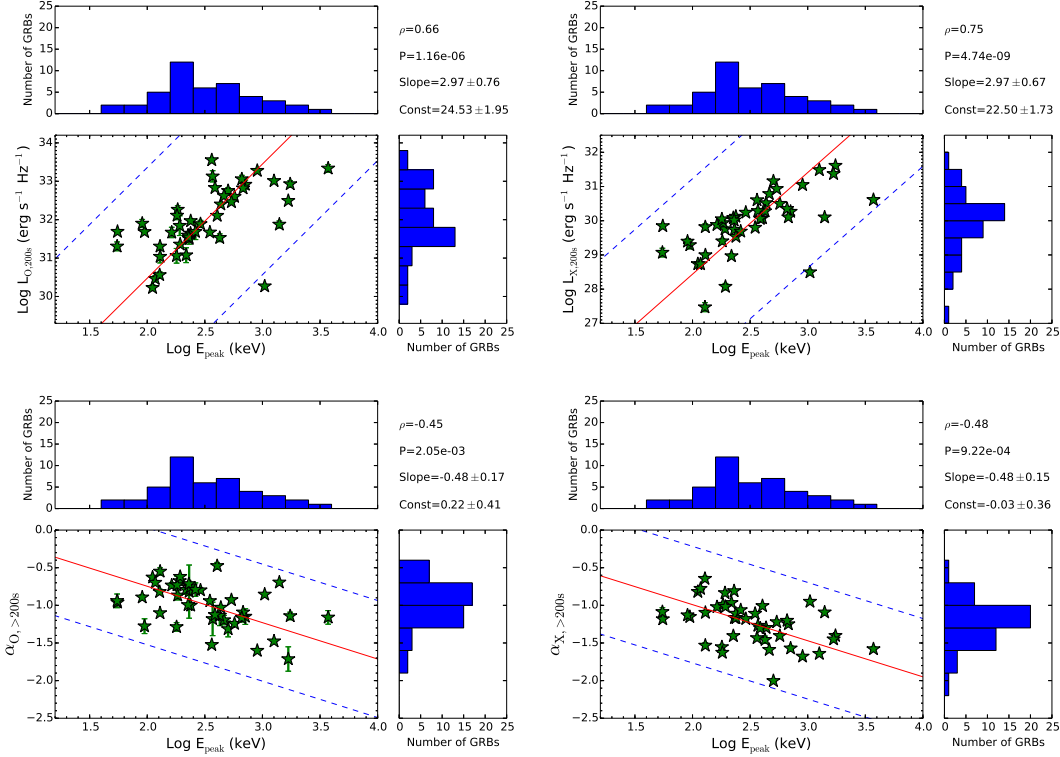 25
20
15
10
5
0
Number of GRBs
ρ=0.66
P=1.16e-06
Slope=2.97±0.76
Const=24.53±1.95
34
33
32
31
30
Log L_O,200s (erg s⁻¹ Hz⁻¹)
1.5 2.0 2.5 3.0 3.5 4.0
Log E_peak (keV)
0 5 10 15 20 25
Number of GRBs
25
20
15
10
5
0
Number of GRBs
ρ=0.75
P=4.74e-09
Slope=2.97±0.67
Const=22.50±1.73
32
31
30
29
28
27
Log L_X,200s (erg s⁻¹ Hz⁻¹)
1.5 2.0 2.5 3.0 3.5 4.0
Log E_peak (keV)
0 5 10 15 20 25
Number of GRBs
25
20
15
10
5
0
Number of GRBs
ρ=-0.45
P=2.05e-03
Slope=-0.48±0.17
Const=0.22±0.41
0.0
−0.5
−1.0
−1.5
−2.0
−2.5
α_O,>200s
1.5 2.0 2.5 3.0 3.5 4.0
Log E_peak (keV)
0 5 10 15 20 25
Number of GRBs
25
20
15
10
5
0
Number of GRBs
ρ=-0.48
P=9.22e-04
Slope=-0.48±0.15
Const=-0.03±0.36
0.0
−0.5
−1.0
−1.5
−2.0
−2.5
α_X,>200s
1.5 2.0 2.5 3.0 3.5 4.0
Log E_peak (keV)
0 5 10 15 20 25
Number of GRBs